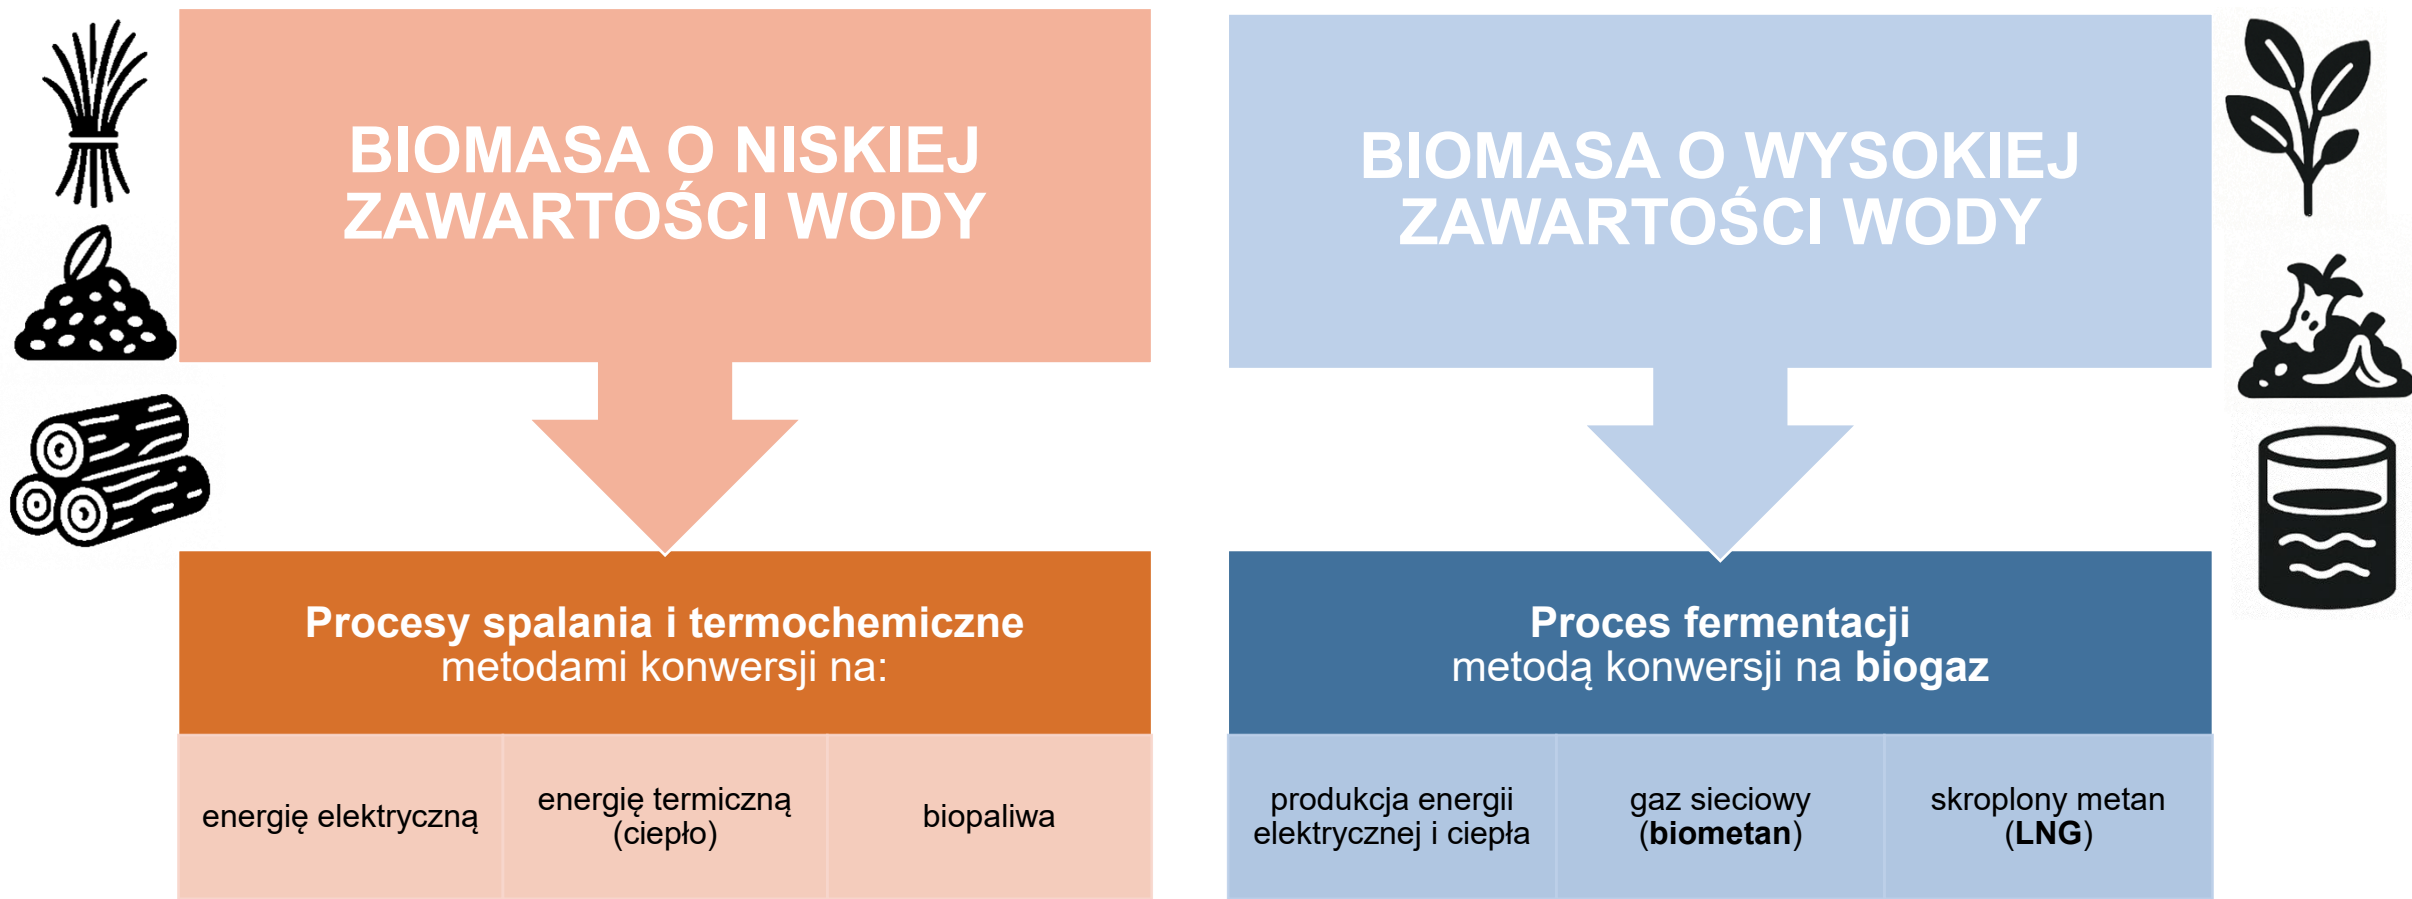 BIOMASA O NISKIEJ
ZAWARTOŚCI WODY
Procesy spalania i termochemiczne
metodami konwersji na:
energię elektryczną
energię termiczną
(ciepło)
biopaliwa
BIOMASA O WYSOKIEJ
ZAWARTOŚCI WODY
Proces fermentacji
metodą konwersji na biogaz
produkcja energii
elektrycznej i ciepła
gaz sieciowy
(biometan)
skroplony metan
(LNG)